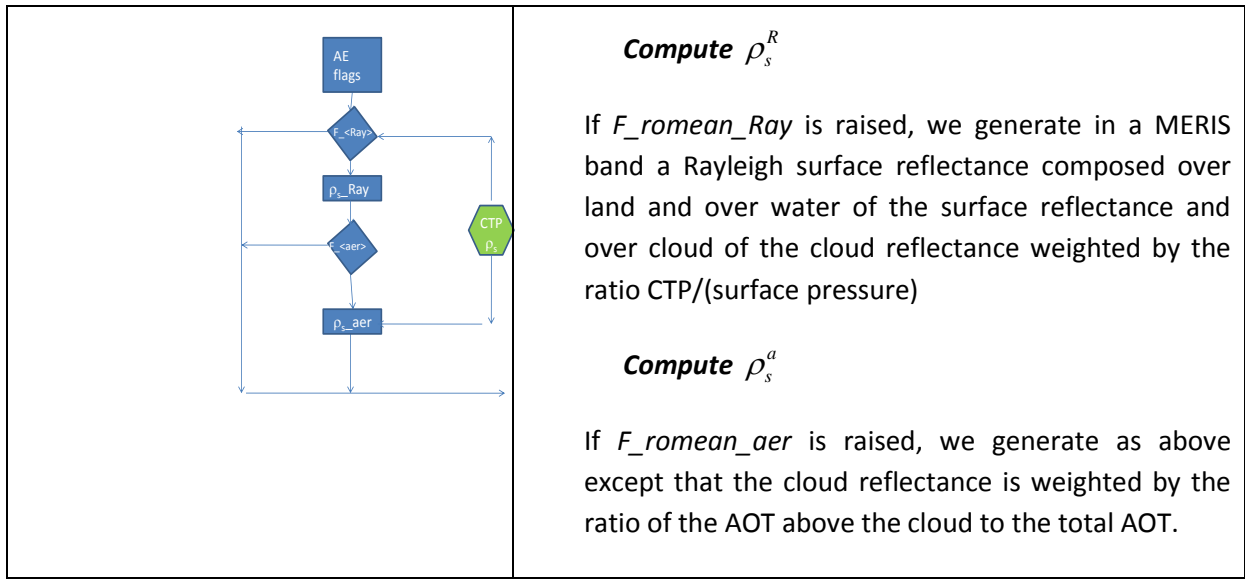 AE
flags
F_<Ray>
ρs_Ray
F_<aer>
ρs_aer
CTP
ρs
Compute ρ_s^R
If F_romean_Ray is raised, we generate in a MERIS
band a Rayleigh surface reflectance composed over
land and over water of the surface reflectance and
over cloud of the cloud reflectance weighted by the
ratio CTP/(surface pressure)
Compute ρ_s^a
If F_romean_aer is raised, we generate as above
except that the cloud reflectance is weighted by the
ratio of the AOT above the cloud to the total AOT.